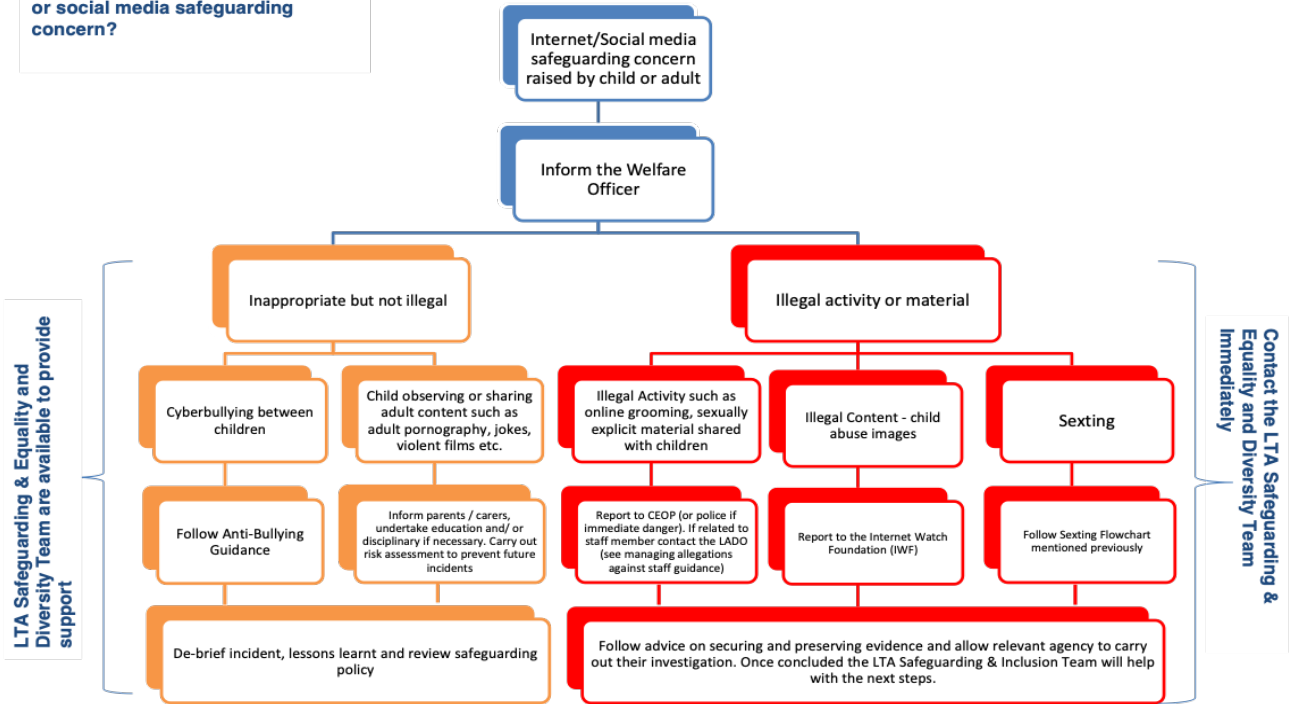 or social media safeguarding
concern?
Internet/Social media
safeguarding concern
raised by child or adult
Inform the Welfare
Officer
Inappropriate but not illegal
Illegal activity or material
LTA Safeguarding & Equality and
Diversity Team are available to provide
support
Contact the LTA Safeguarding &
Equality and Diversity Team
Immediately
Cyberbullying between
children
Child observing or sharing
adult content such as
adult pornography, jokes,
violent films etc.
Illegal Activity such as
online grooming, sexually
explicit material shared
with children
Illegal Content - child
abuse images
Sexting
Follow Anti-Bullying
Guidance
Inform parents / carers,
undertake education and/ or
disciplinary if necessary. Carry out
risk assessment to prevent future
incidents
Report to CEOP (or police if
immediate danger). If related to
staff member contact the LADO
(see managing allegations
against staff guidance)
Report to the Internet Watch
Foundation (IWF)
Follow Sexting Flowchart
mentioned previously
De-brief incident, lessons learnt and review safeguarding
policy
Follow advice on securing and preserving evidence and allow relevant agency to carry
out their investigation. Once concluded the LTA Safeguarding & Inclusion Team will help
with the next steps.